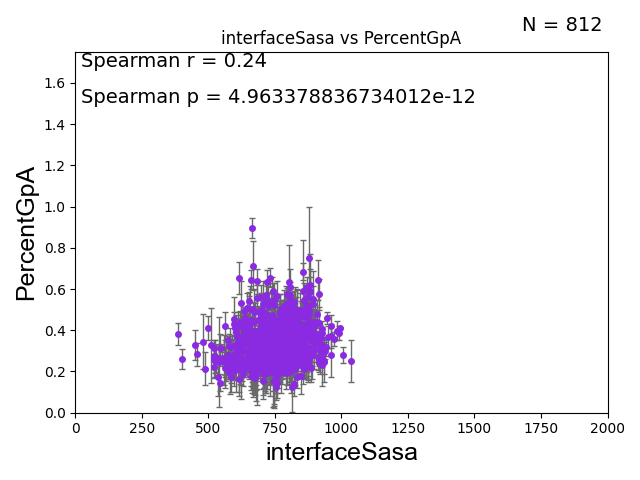 N = 812
interfaceSasa vs PercentGpA
Spearman r = 0.24
Spearman p = 4.963378836734012e-12
PercentGpA
1.6
1.4
1.2
1.0
0.8
0.6
0.4
0.2
0.0
0 250 500 750 1000 1250 1500 1750 2000
interfaceSasa